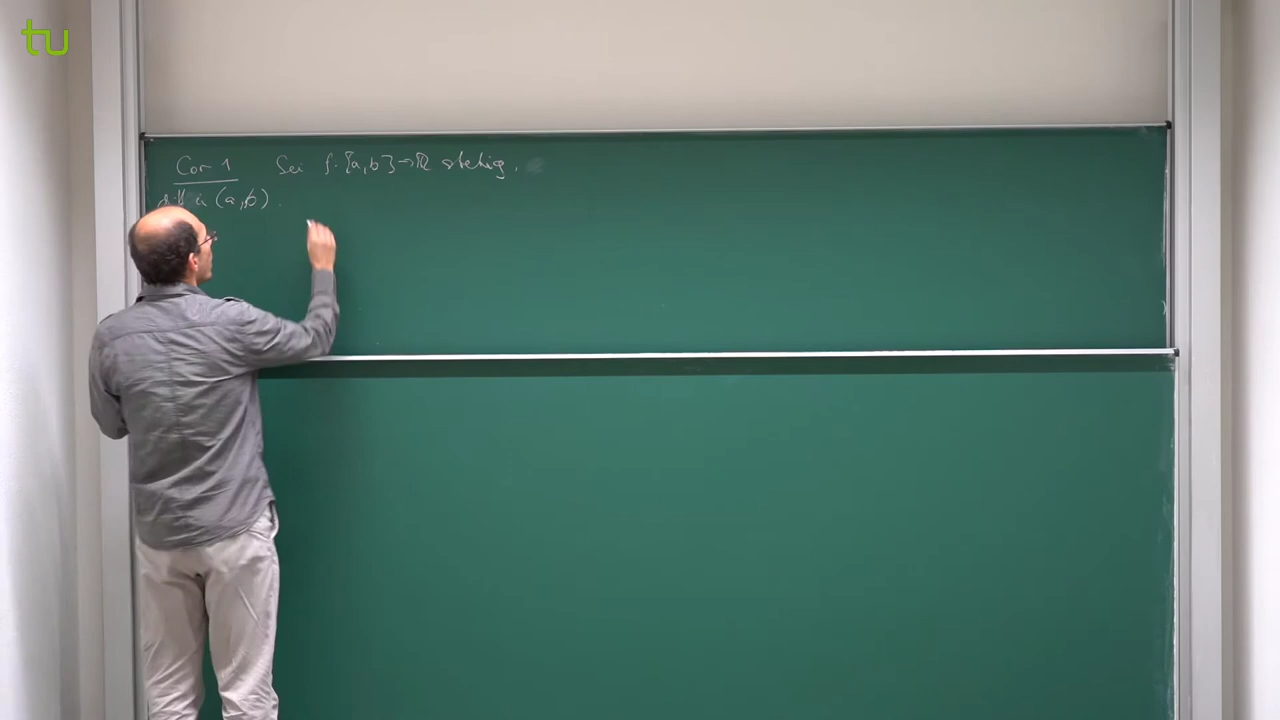 tu
Cor 1 Sei f: [a,b] → ℝ stetig,
diff in (a,b).